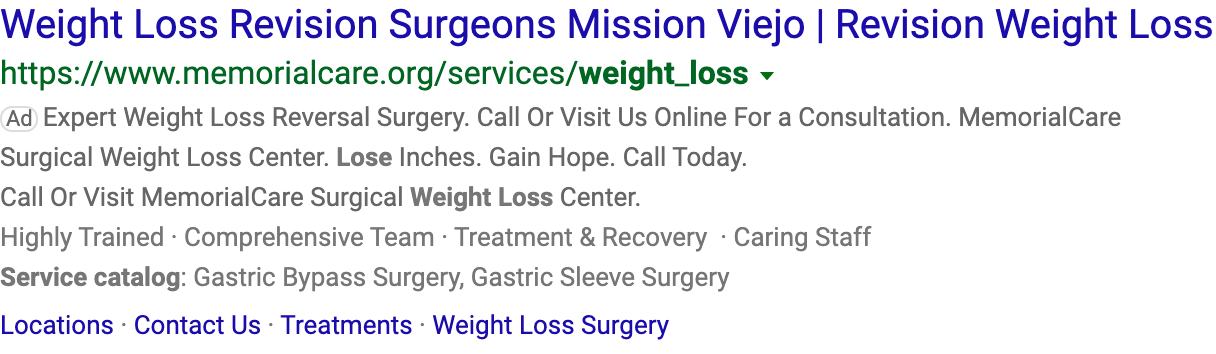 Weight Loss Revision Surgeons Mission Viejo | Revision Weight Loss
https://www.memorialcare.org/services/weight_loss
Ad Expert Weight Loss Reversal Surgery. Call Or Visit Us Online For a Consultation. MemorialCare
Surgical Weight Loss Center. Lose Inches. Gain Hope. Call Today.
Call Or Visit MemorialCare Surgical Weight Loss Center.
Highly Trained · Comprehensive Team · Treatment & Recovery · Caring Staff
Service catalog: Gastric Bypass Surgery, Gastric Sleeve Surgery
Locations · Contact Us · Treatments · Weight Loss Surgery